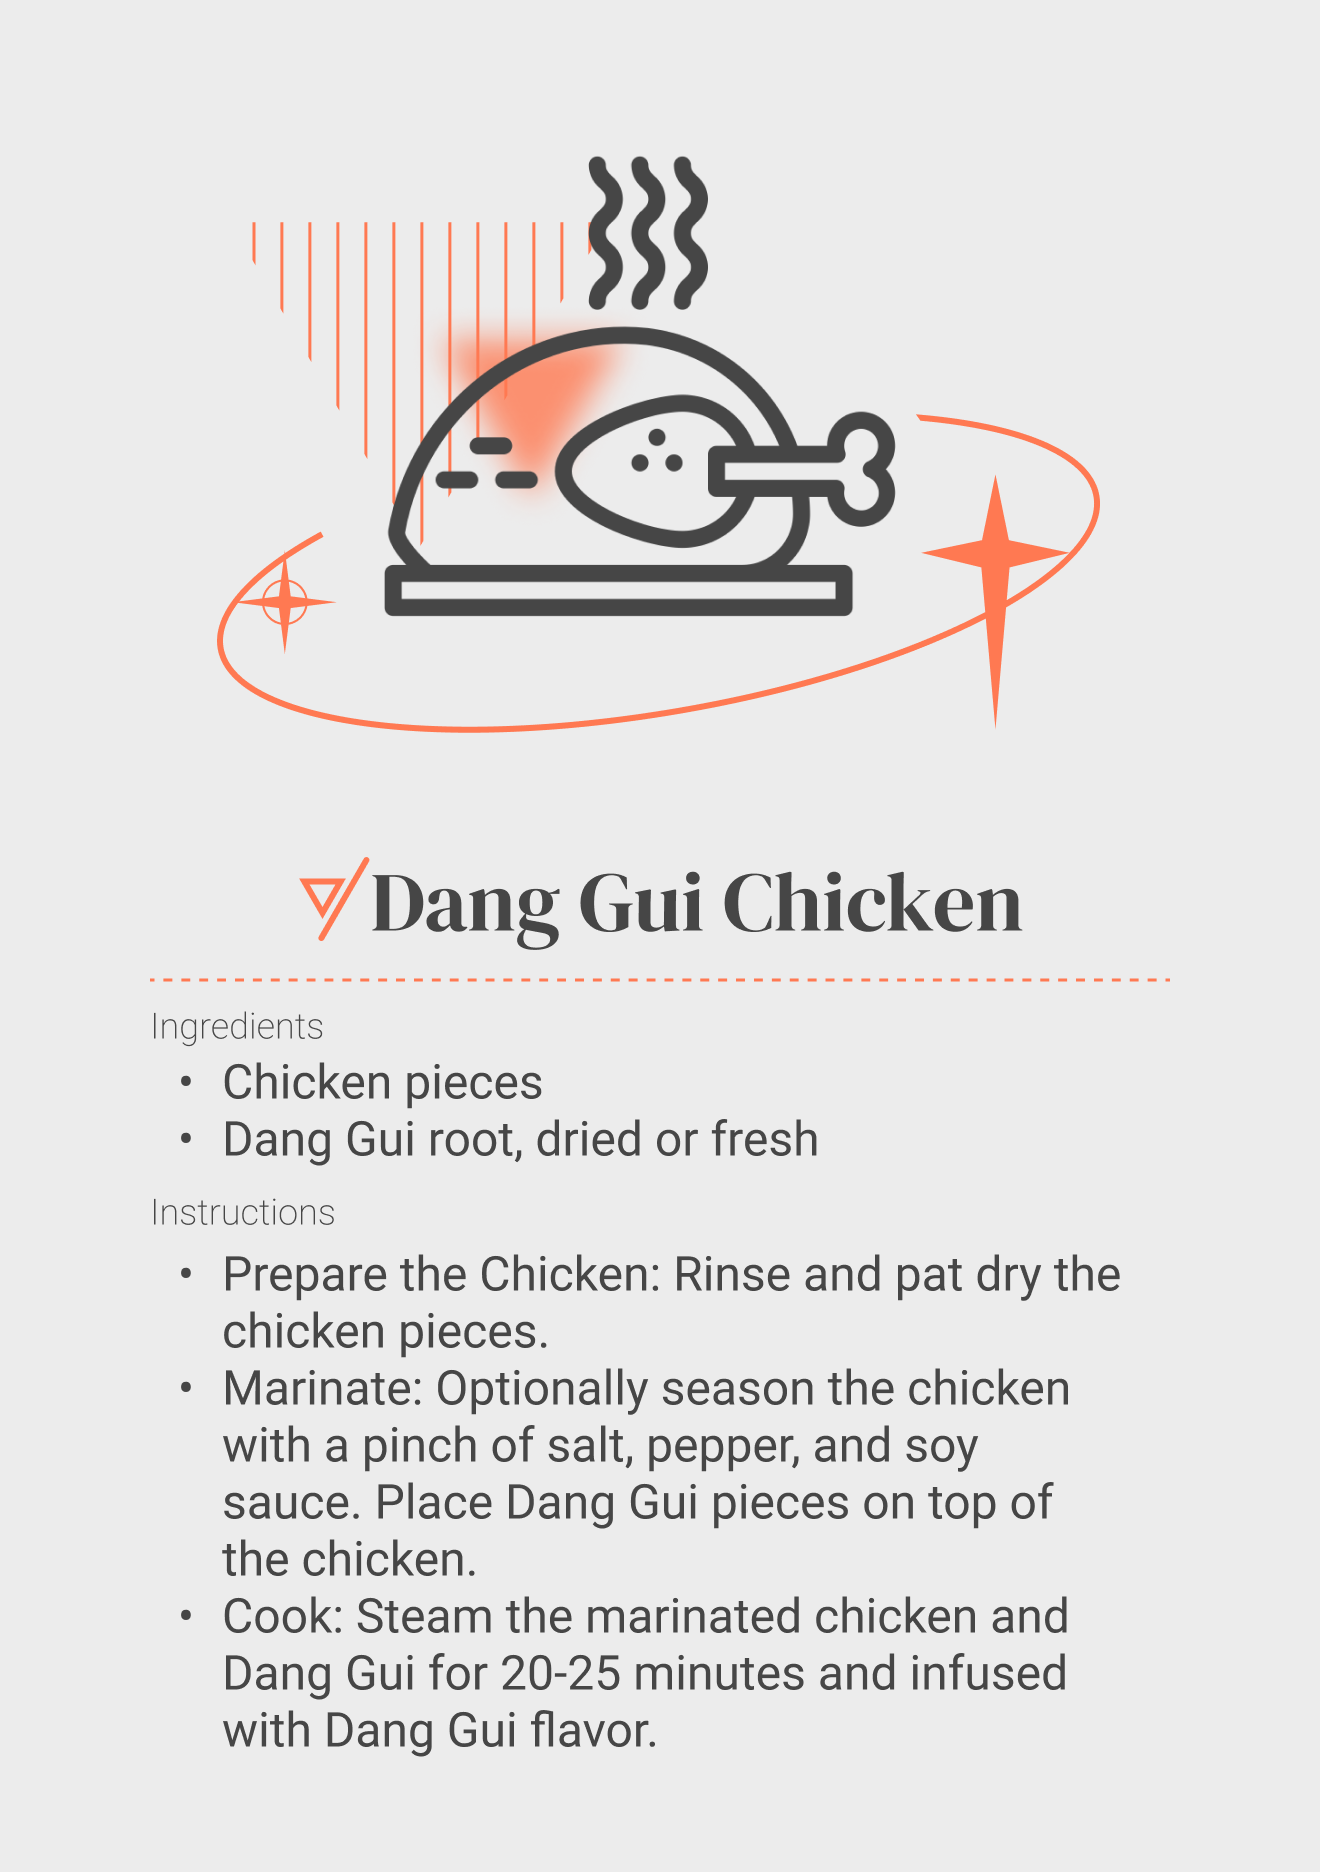 Dang Gui Chicken
Ingredients
• Chicken pieces
• Dang Gui root, dried or fresh
Instructions
• Prepare the Chicken: Rinse and pat dry the
chicken pieces.
• Marinate: Optionally season the chicken
with a pinch of salt, pepper, and soy
sauce. Place Dang Gui pieces on top of
the chicken.
• Cook: Steam the marinated chicken and
Dang Gui for 20-25 minutes and infused
with Dang Gui flavor.